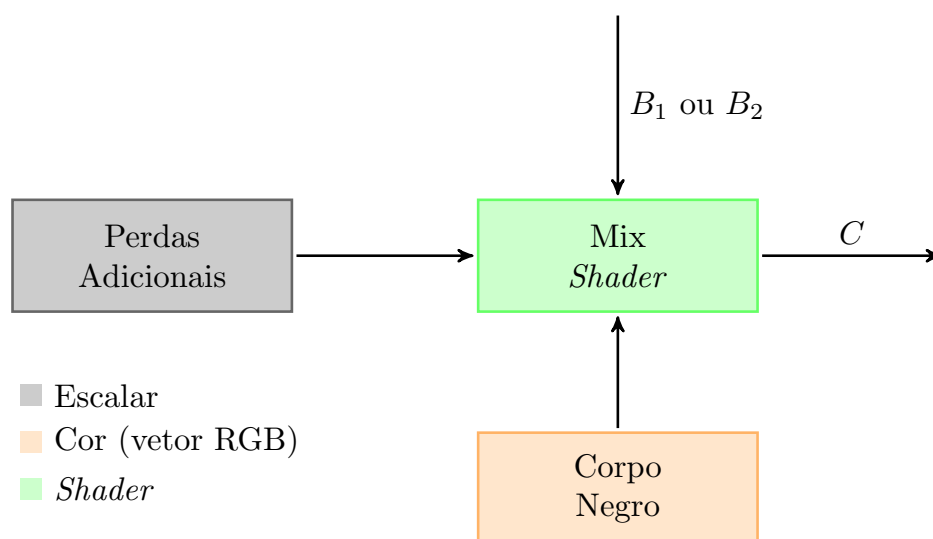 B₁ ou B₂
Perdas
Adicionais
Mix
Shader
C
Escalar
Cor (vetor RGB)
Shader
Corpo
Negro